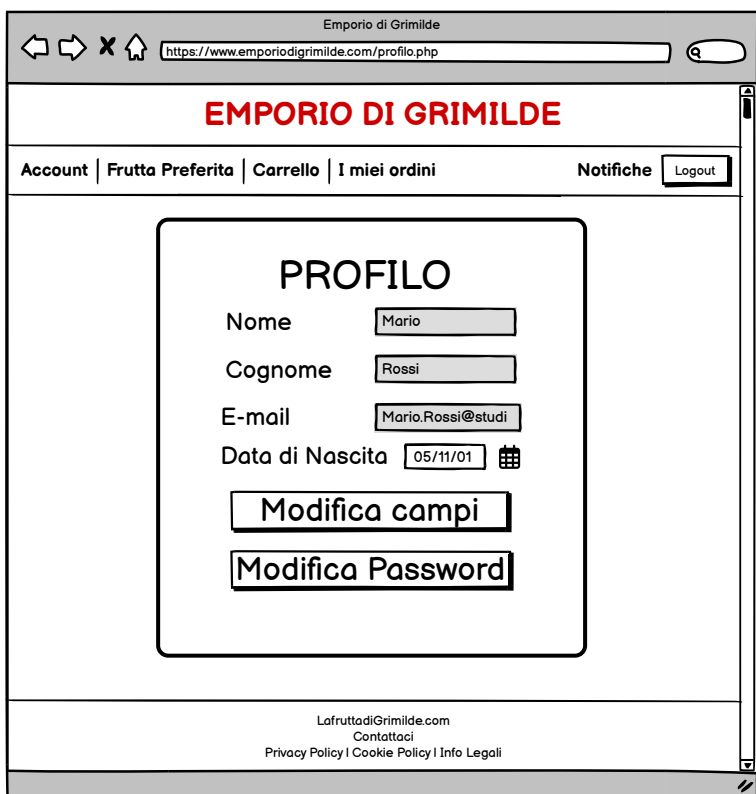 Emporio di Grimilde
https://www.emporiodigrimilde.com/profilo.php
EMPORIO DI GRIMILDE
Account | Frutta Preferita | Carrello | I miei ordini Notifiche Logout
PROFILO
Nome Mario
Cognome Rossi
E-mail Mario.Rossi@studi
Data di Nascita 05/11/01
Modifica campi
Modifica Password
LafruttadiGrimilde.com
Contattaci
Privacy Policy | Cookie Policy | Info Legali